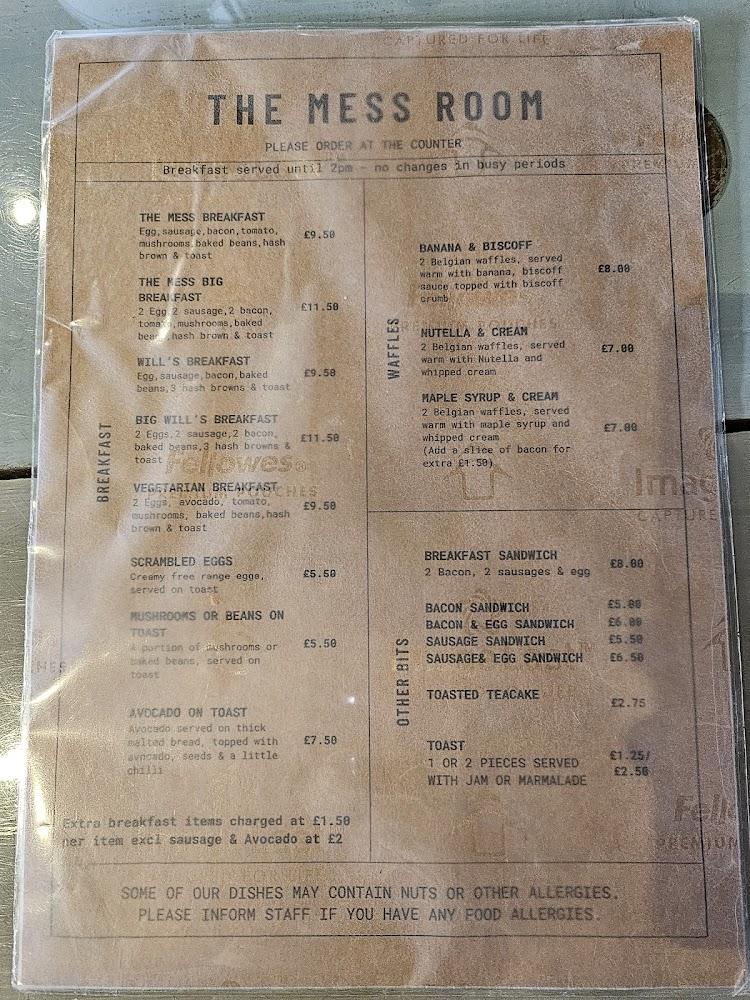 CAPTURED FOR LIFE
THE MESS ROOM
PLEASE ORDER AT THE COUNTER
Breakfast served until 2pm - no changes in busy periods
BREAKFAST
THE MESS BREAKFAST
Egg,sausage,bacon,tomato, £9.50
mushrooms,baked beans,hash
brown & toast
THE MESS BIG
BREAKFAST
2 Egg,2 sausage,2 bacon, £11.50
tomato,mushrooms,baked
beans,hash brown & toast
WILL'S BREAKFAST
Egg,sausage,bacon,baked £9.50
beans,3 hash browns & toast
BIG WILL'S BREAKFAST
2 Eggs,2 sausage,2 bacon, £11.50
baked beans,3 hash browns &
toast
Fellowes®
VEGETARIAN BREAKFAST
2 Eggs, avocado, tomato, £9.50
mushrooms, baked beans,hash
brown & toast
SCRAMBLED EGGS
Creamy free range eggs, £5.50
served on toast
MUSHROOMS OR BEANS ON
TOAST
A portion of mushrooms or £5.50
baked beans, served on
toast
AVOCADO ON TOAST
Avocado served on thick
malted bread, topped with £7.50
avocado, seeds & a little
chilli
Extra breakfast items charged at £1.50
per item excl sausage & Avocado at £2
WAFFLES
BANANA & BISCOFF
2 Belgian waffles, served £8.00
warm with banana, biscoff
sauce topped with biscoff
crumb
NUTELLA & CREAM
2 Belgian waffles, served £7.00
warm with Nutella and
whipped cream
MAPLE SYRUP & CREAM
2 Belgian waffles, served
warm with maple syrup and £7.00
whipped cream
(Add a slice of bacon for
extra £1.50)
OTHER BITS
BREAKFAST SANDWICH £8.00
2 Bacon, 2 sausages & egg
BACON SANDWICH £5.00
BACON & EGG SANDWICH £6.00
SAUSAGE SANDWICH £5.50
SAUSAGE& EGG SANDWICH £6.50
TOASTED TEACAKE £2.75
TOAST
1 OR 2 PIECES SERVED £1.25/
WITH JAM OR MARMALADE £2.50
SOME OF OUR DISHES MAY CONTAIN NUTS OR OTHER ALLERGIES.
PLEASE INFORM STAFF IF YOU HAVE ANY FOOD ALLERGIES.